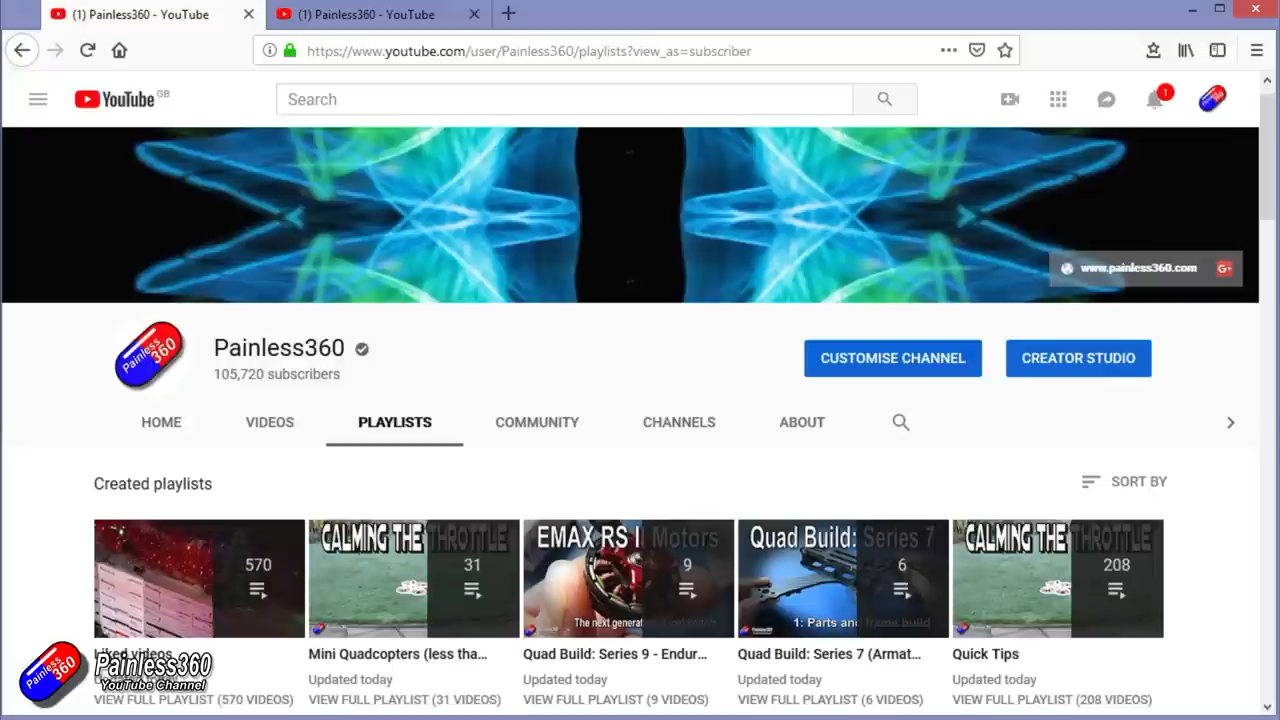 (1) Painless360 - YouTube
(1) Painless360 - YouTube
https://www.youtube.com/user/Painless360/playlists?view_as=subscriber
YouTube GB
Search
1
www.painless360.com
G+
Painless 360
Painless360
105,720 subscribers
CUSTOMISE CHANNEL
CREATOR STUDIO
HOME
VIDEOS
PLAYLISTS
COMMUNITY
CHANNELS
ABOUT
Created playlists
SORT BY
570
CALMING THE THROTTLE
31
EMAX RS I Motors
9
The next generat
Quad Build: Series 7
6
1: Parts and frame build
CALMING THE THROTTLE
208
Liked videos
VIEW FULL PLAYLIST (570 VIDEOS)
Mini Quadcopters (less tha...
Updated today
VIEW FULL PLAYLIST (31 VIDEOS)
Quad Build: Series 9 - Endur...
Updated today
VIEW FULL PLAYLIST (9 VIDEOS)
Quad Build: Series 7 (Armat...
Updated today
VIEW FULL PLAYLIST (6 VIDEOS)
Quick Tips
Updated today
VIEW FULL PLAYLIST (208 VIDEOS)
Painless 360
Painless360
YouTube Channel